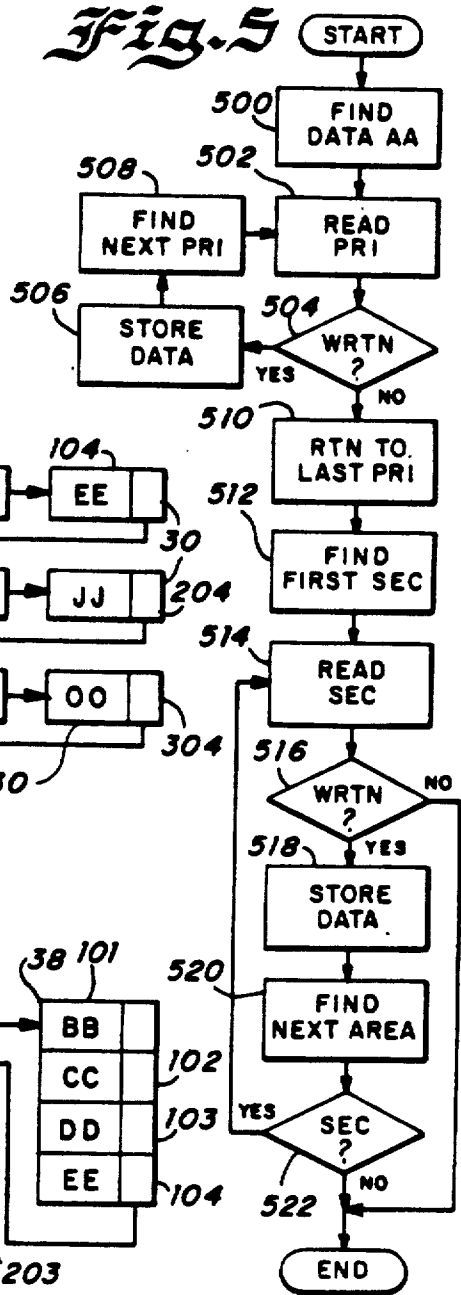 Fig. 5
START
500
FIND
DATA AA
502
READ
PRI
508
FIND
NEXT PRI
506
STORE
DATA
504
WRTN
?
YES
NO
510
RTN TO
LAST PRI
512
FIND
FIRST SEC
514
READ
SEC
516
WRTN
?
NO
YES
518
STORE
DATA
520
FIND
NEXT AREA
YES
SEC
?
522
NO
END
104
EE
30
JJ
204
OO
304
38
101
BB
CC
102
DD
103
EE
104
203